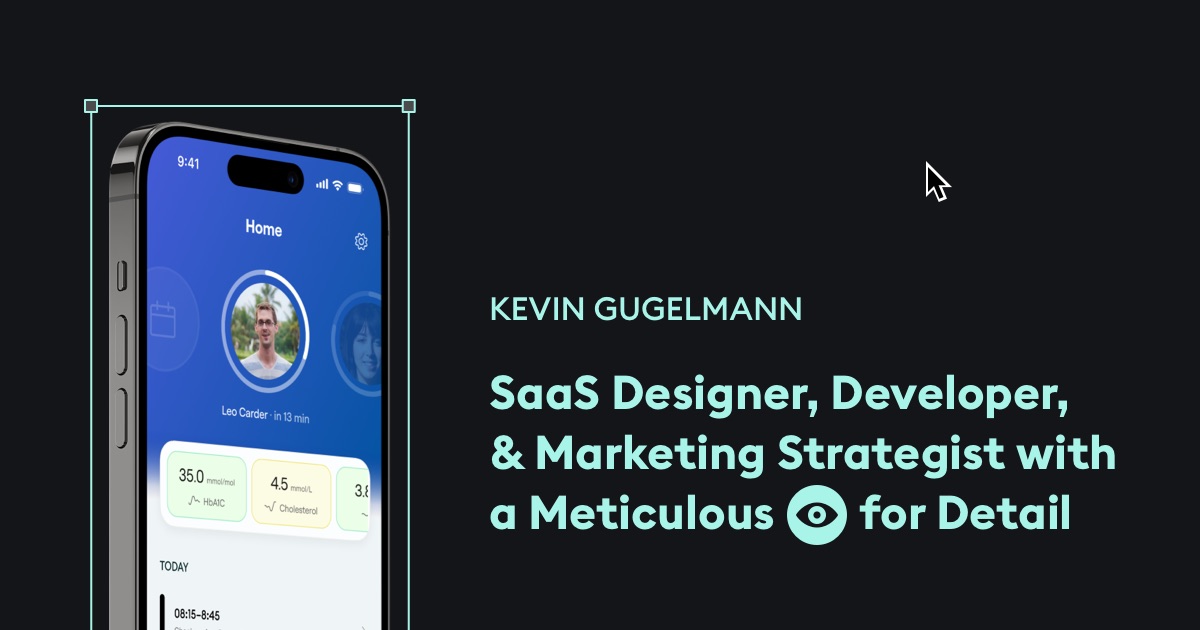 9:41
Home
Leo Carder · in 13 min
35.0 mmol/mol
HbA1C
4.5 mmol/L
Cholesterol
3.8
TODAY
08:15–8:45
KEVIN GUGELMANN
SaaS Designer, Developer,
& Marketing Strategist with
a Meticulous for Detail